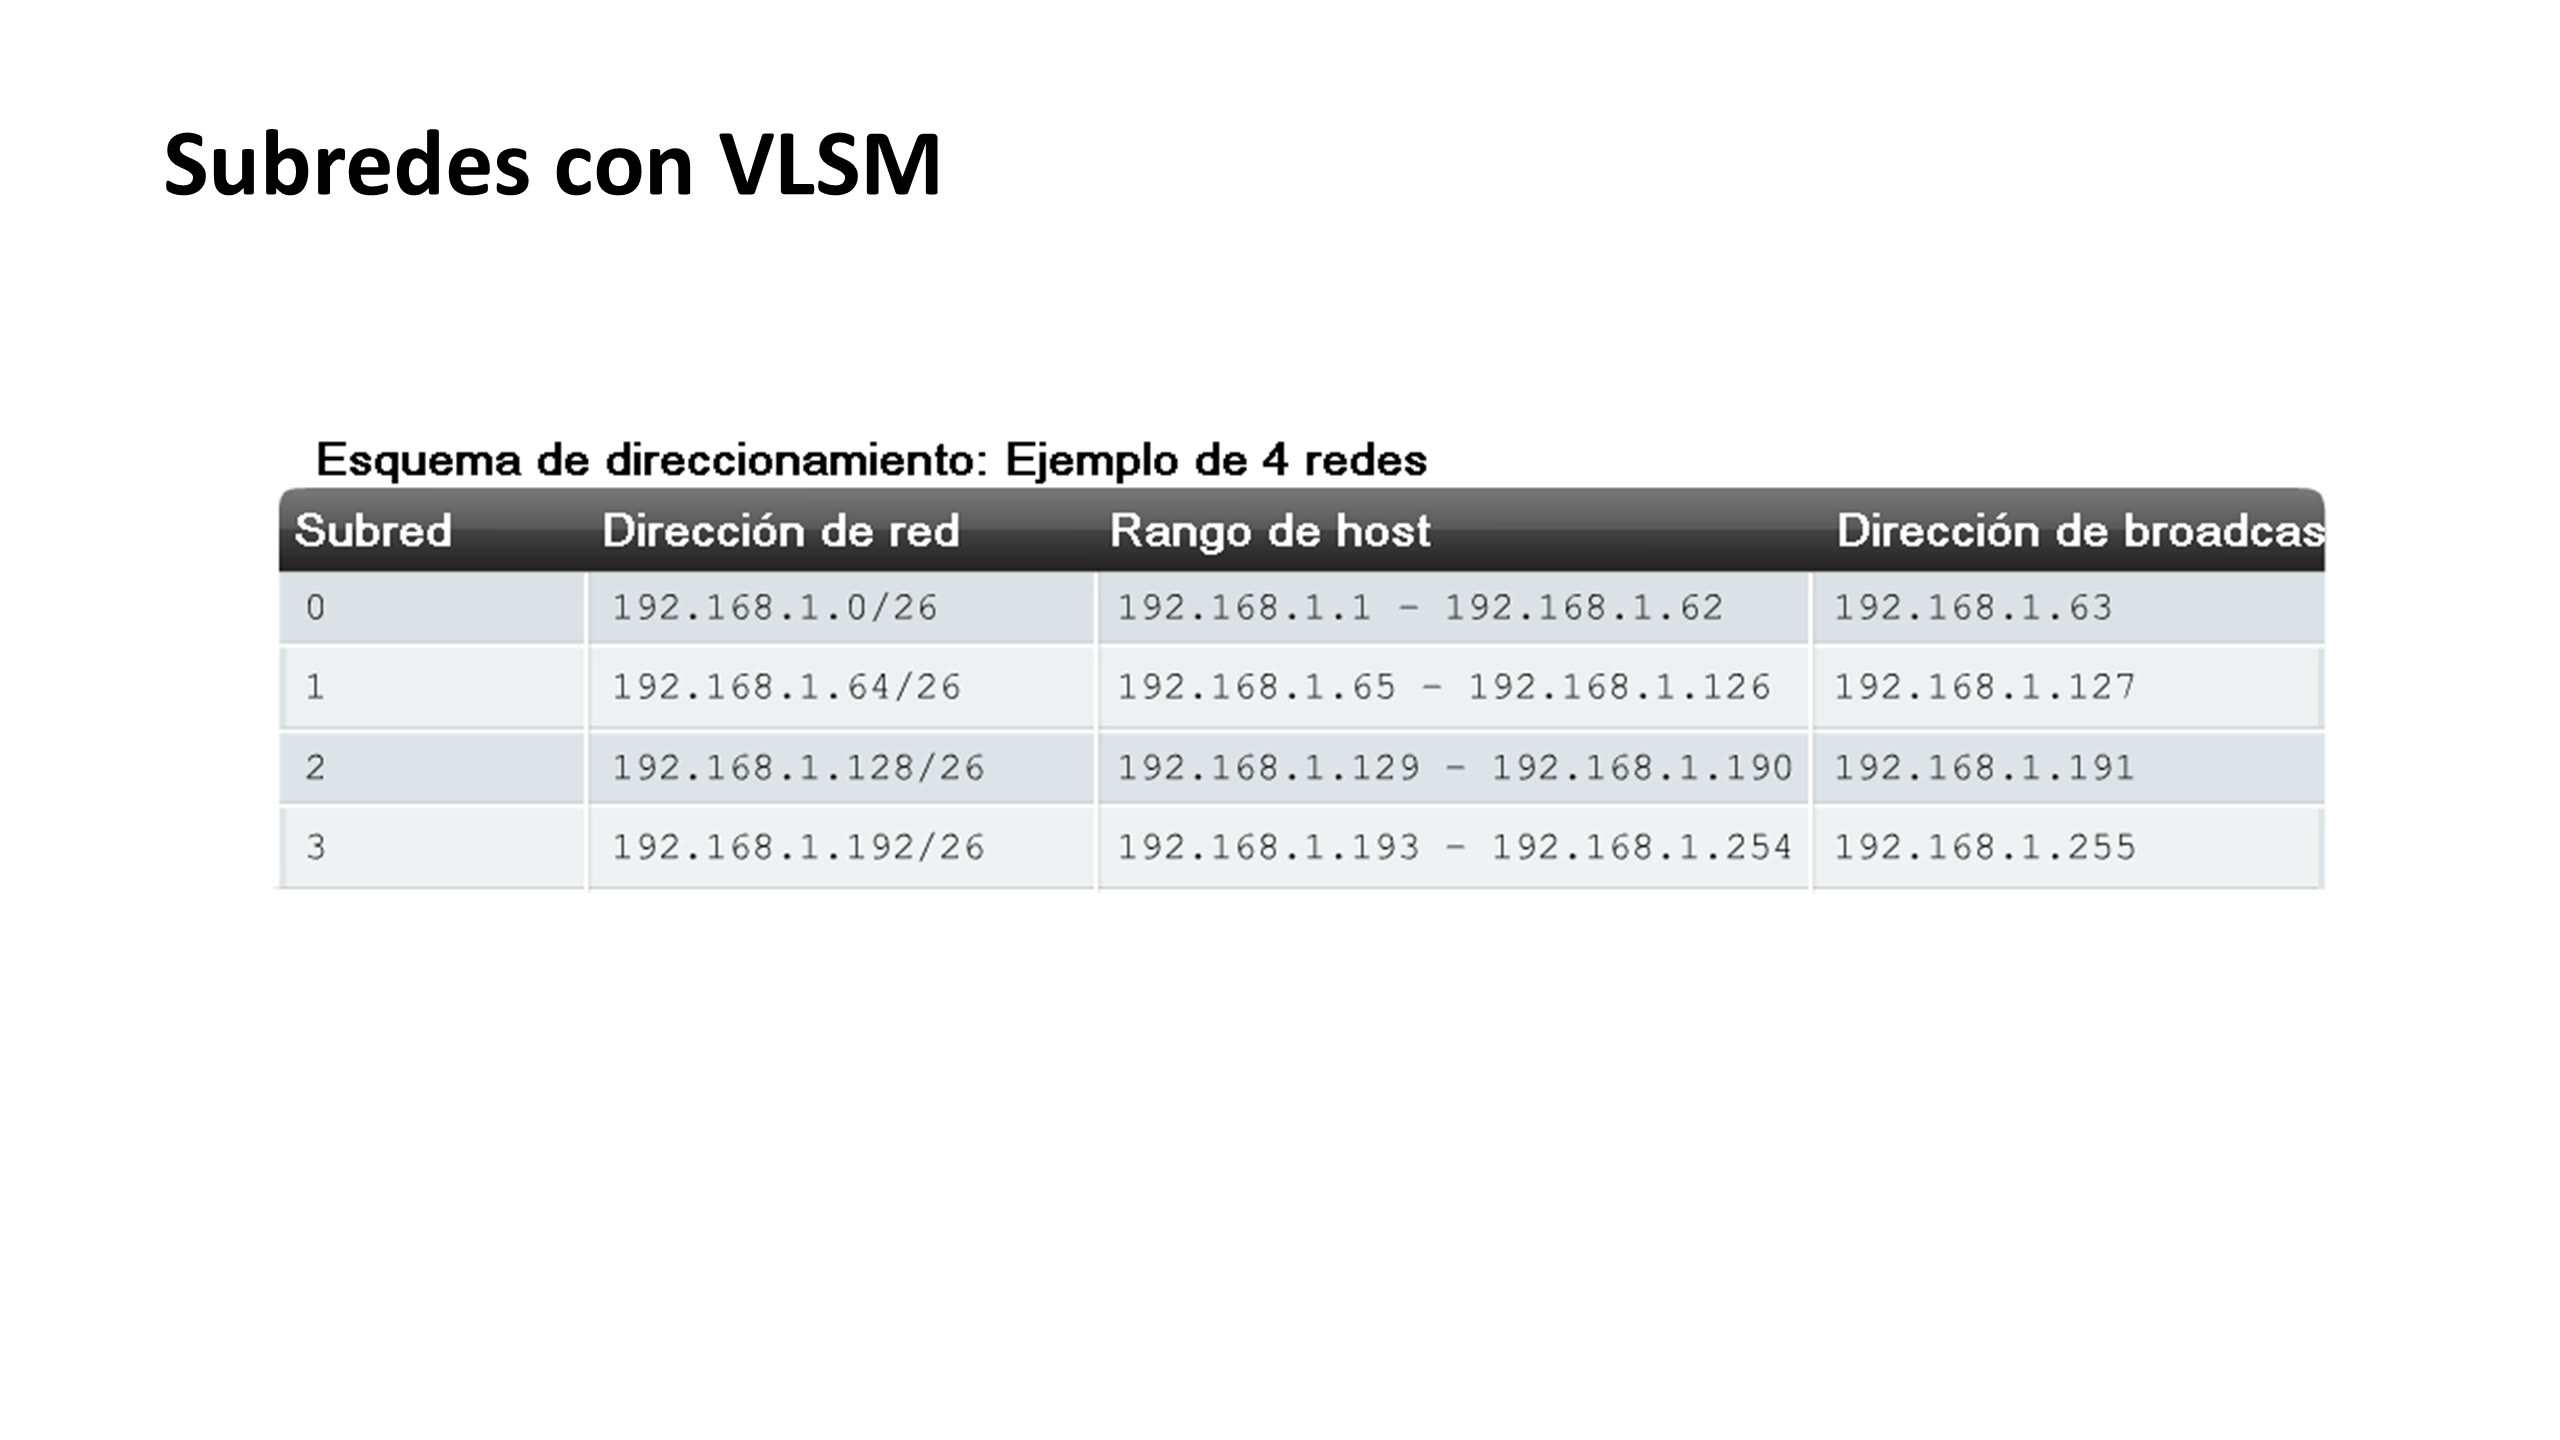 Subredes con VLSM
Esquema de direccionamiento: Ejemplo de 4 redes
Subred Dirección de red Rango de host Dirección de broadcas
0 192.168.1.0/26 192.168.1.1 - 192.168.1.62 192.168.1.63
1 192.168.1.64/26 192.168.1.65 - 192.168.1.126 192.168.1.127
2 192.168.1.128/26 192.168.1.129 - 192.168.1.190 192.168.1.191
3 192.168.1.192/26 192.168.1.193 - 192.168.1.254 192.168.1.255